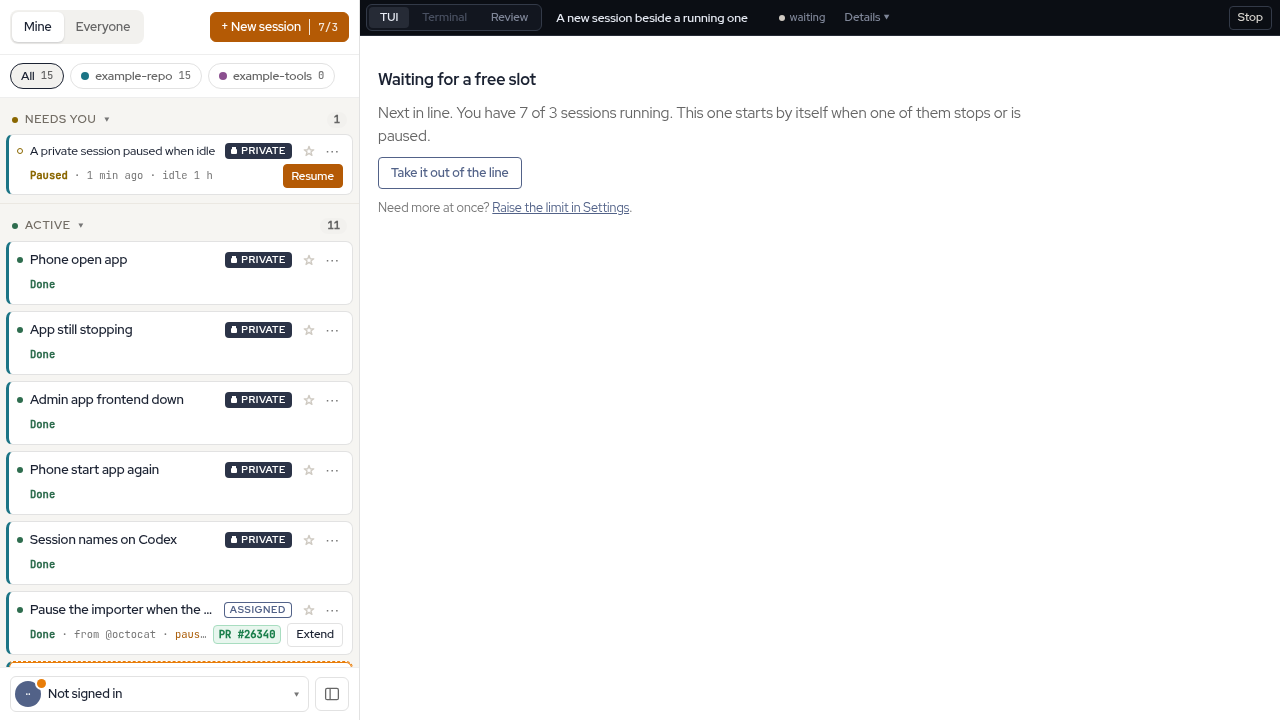 Mine Everyone + New session 7/3
All 15 example-repo 15 example-tools 0
NEEDS YOU ▾ 1
A private session paused when idle PRIVATE ☆ ···
Paused · 1 min ago · idle 1 h Resume
ACTIVE ▾ 11
Phone open app PRIVATE ☆ ···
Done
App still stopping PRIVATE ☆ ···
Done
Admin app frontend down PRIVATE ☆ ···
Done
Phone start app again PRIVATE ☆ ···
Done
Session names on Codex PRIVATE ☆ ···
Done
Pause the importer when the … ASSIGNED ☆ ···
Done · from @octocat · paus… PR #26340 Extend
Not signed in ▾
TUI Terminal Review A new session beside a running one waiting Details ▾ Stop
Waiting for a free slot
Next in line. You have 7 of 3 sessions running. This one starts by itself when one of them stops or is
paused.
Take it out of the line
Need more at once? Raise the limit in Settings.